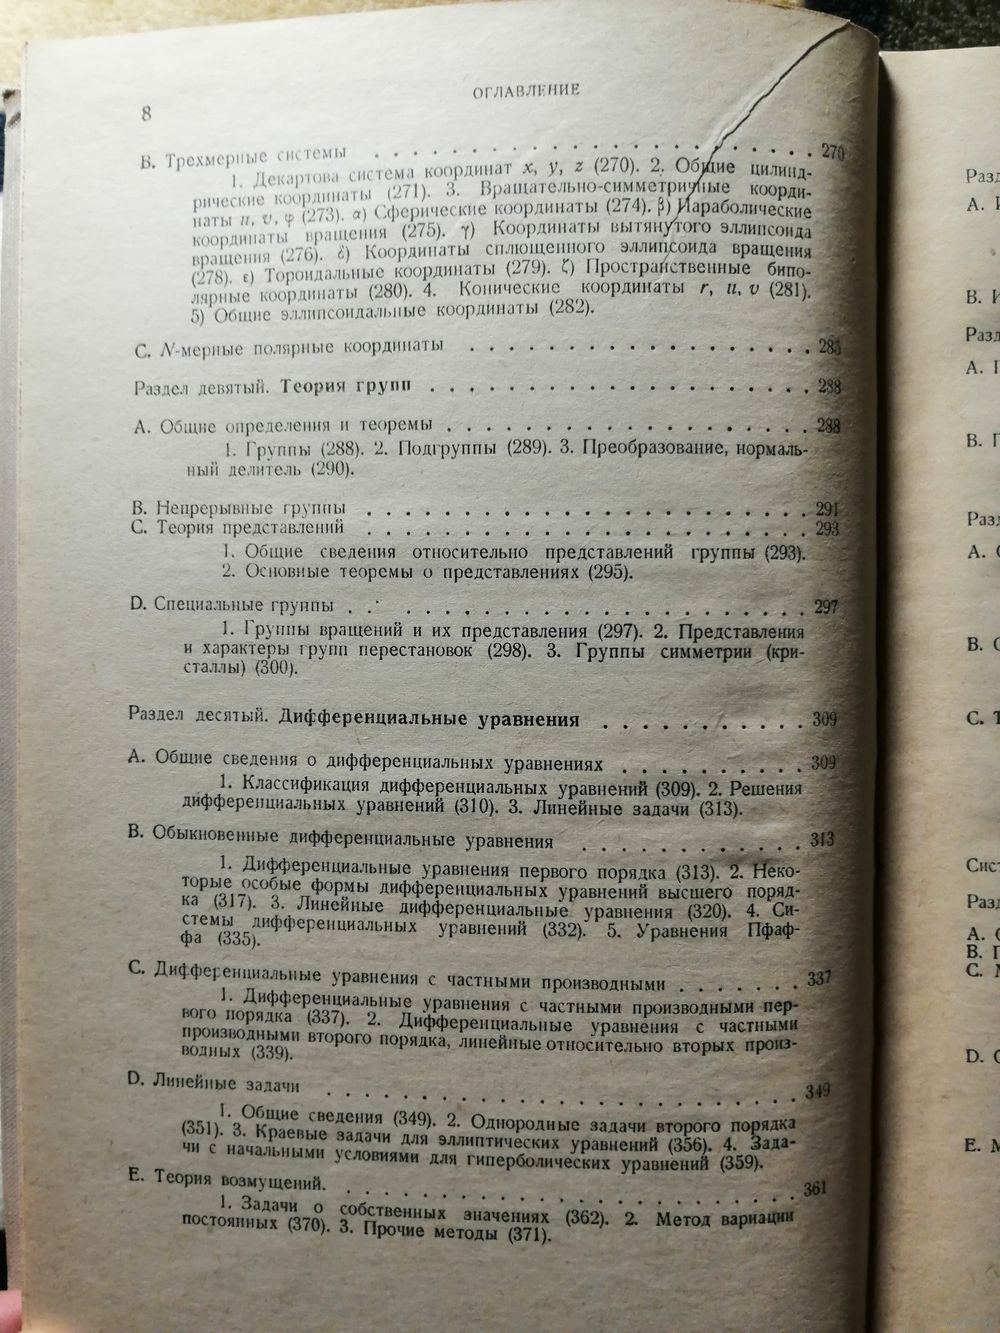 8
ОГЛАВЛЕНИЕ
B. Трехмерные системы . . . . . . . . . . . . . . . . . . . . . 270
1. Декартова система координат x, y, z (270). 2. Общие цилинд-
рические координаты (271). 3. Вращательно-симметричные коорди-
наты u, v, φ (273). α) Сферические координаты (274). β) Параболические
координаты вращения (275). γ) Координаты вытянутого эллипсоида
вращения (276). δ) Координаты сплющенного эллипсоида вращения
(278). ε) Тороидальные координаты (279). ζ) Пространственные бипо-
лярные координаты (280). 4. Конические координаты r, u, v (281).
5) Общие эллипсоидальные координаты (282).
C. N-мерные полярные координаты . . . . . . . . . . . . . . . . . 285
Раздел девятый. Теория групп . . . . . . . . . . . . . . . . . . . 288
A. Общие определения и теоремы . . . . . . . . . . . . . . . . . . 288
1. Группы (288). 2. Подгруппы (289). 3. Преобразование, нормаль-
ный делитель (290).
B. Непрерывные группы . . . . . . . . . . . . . . . . . . . . . . 291
C. Теория представлений . . . . . . . . . . . . . . . . . . . . . . 293
1. Общие сведения относительно представлений группы (293).
2. Основные теоремы о представлениях (295).
D. Специальные группы . . . . . . . . . . . . . . . . . . . . . . . 297
1. Группы вращений и их представления (297). 2. Представления
и характеры групп перестановок (298). 3. Группы симметрии (кри-
сталлы) (300).
Раздел десятый. Дифференциальные уравнения . . . . . . . . . . . 309
A. Общие сведения о дифференциальных уравнениях . . . . . . . . . . 309
1. Классификация дифференциальных уравнений (309). 2. Решения
дифференциальных уравнений (310). 3. Линейные задачи (313).
B. Обыкновенные дифференциальные уравнения . . . . . . . . . . . . 313
1. Дифференциальные уравнения первого порядка (313). 2. Неко-
торые особые формы дифференциальных уравнений высшего поряд-
ка (317). 3. Линейные дифференциальные уравнения (320). 4. Си-
стемы дифференциальных уравнений (332). 5. Уравнения Пфаф-
фа (335).
C. Дифференциальные уравнения с частными производными . . . . . . . 337
1. Дифференциальные уравнения с частными производными пер-
вого порядка (337). 2. Дифференциальные уравнения с частными
производными второго порядка, линейные относительно вторых произ-
водных (339).
D. Линейные задачи . . . . . . . . . . . . . . . . . . . . . . . . 349
1. Общие сведения (349). 2. Однородные задачи второго порядка
(351). 3. Краевые задачи для эллиптических уравнений (356). 4. Зада-
чи с начальными условиями для гиперболических уравнений (359).
E. Теория возмущений. . . . . . . . . . . . . . . . . . . . . . . . 361
1. Задачи о собственных значениях (362). 2. Метод вариации
постоянных (370). 3. Прочие методы (371).
A.
B.
A.
B.
A.
B.
C.
A.
B.
C.
D.
E.